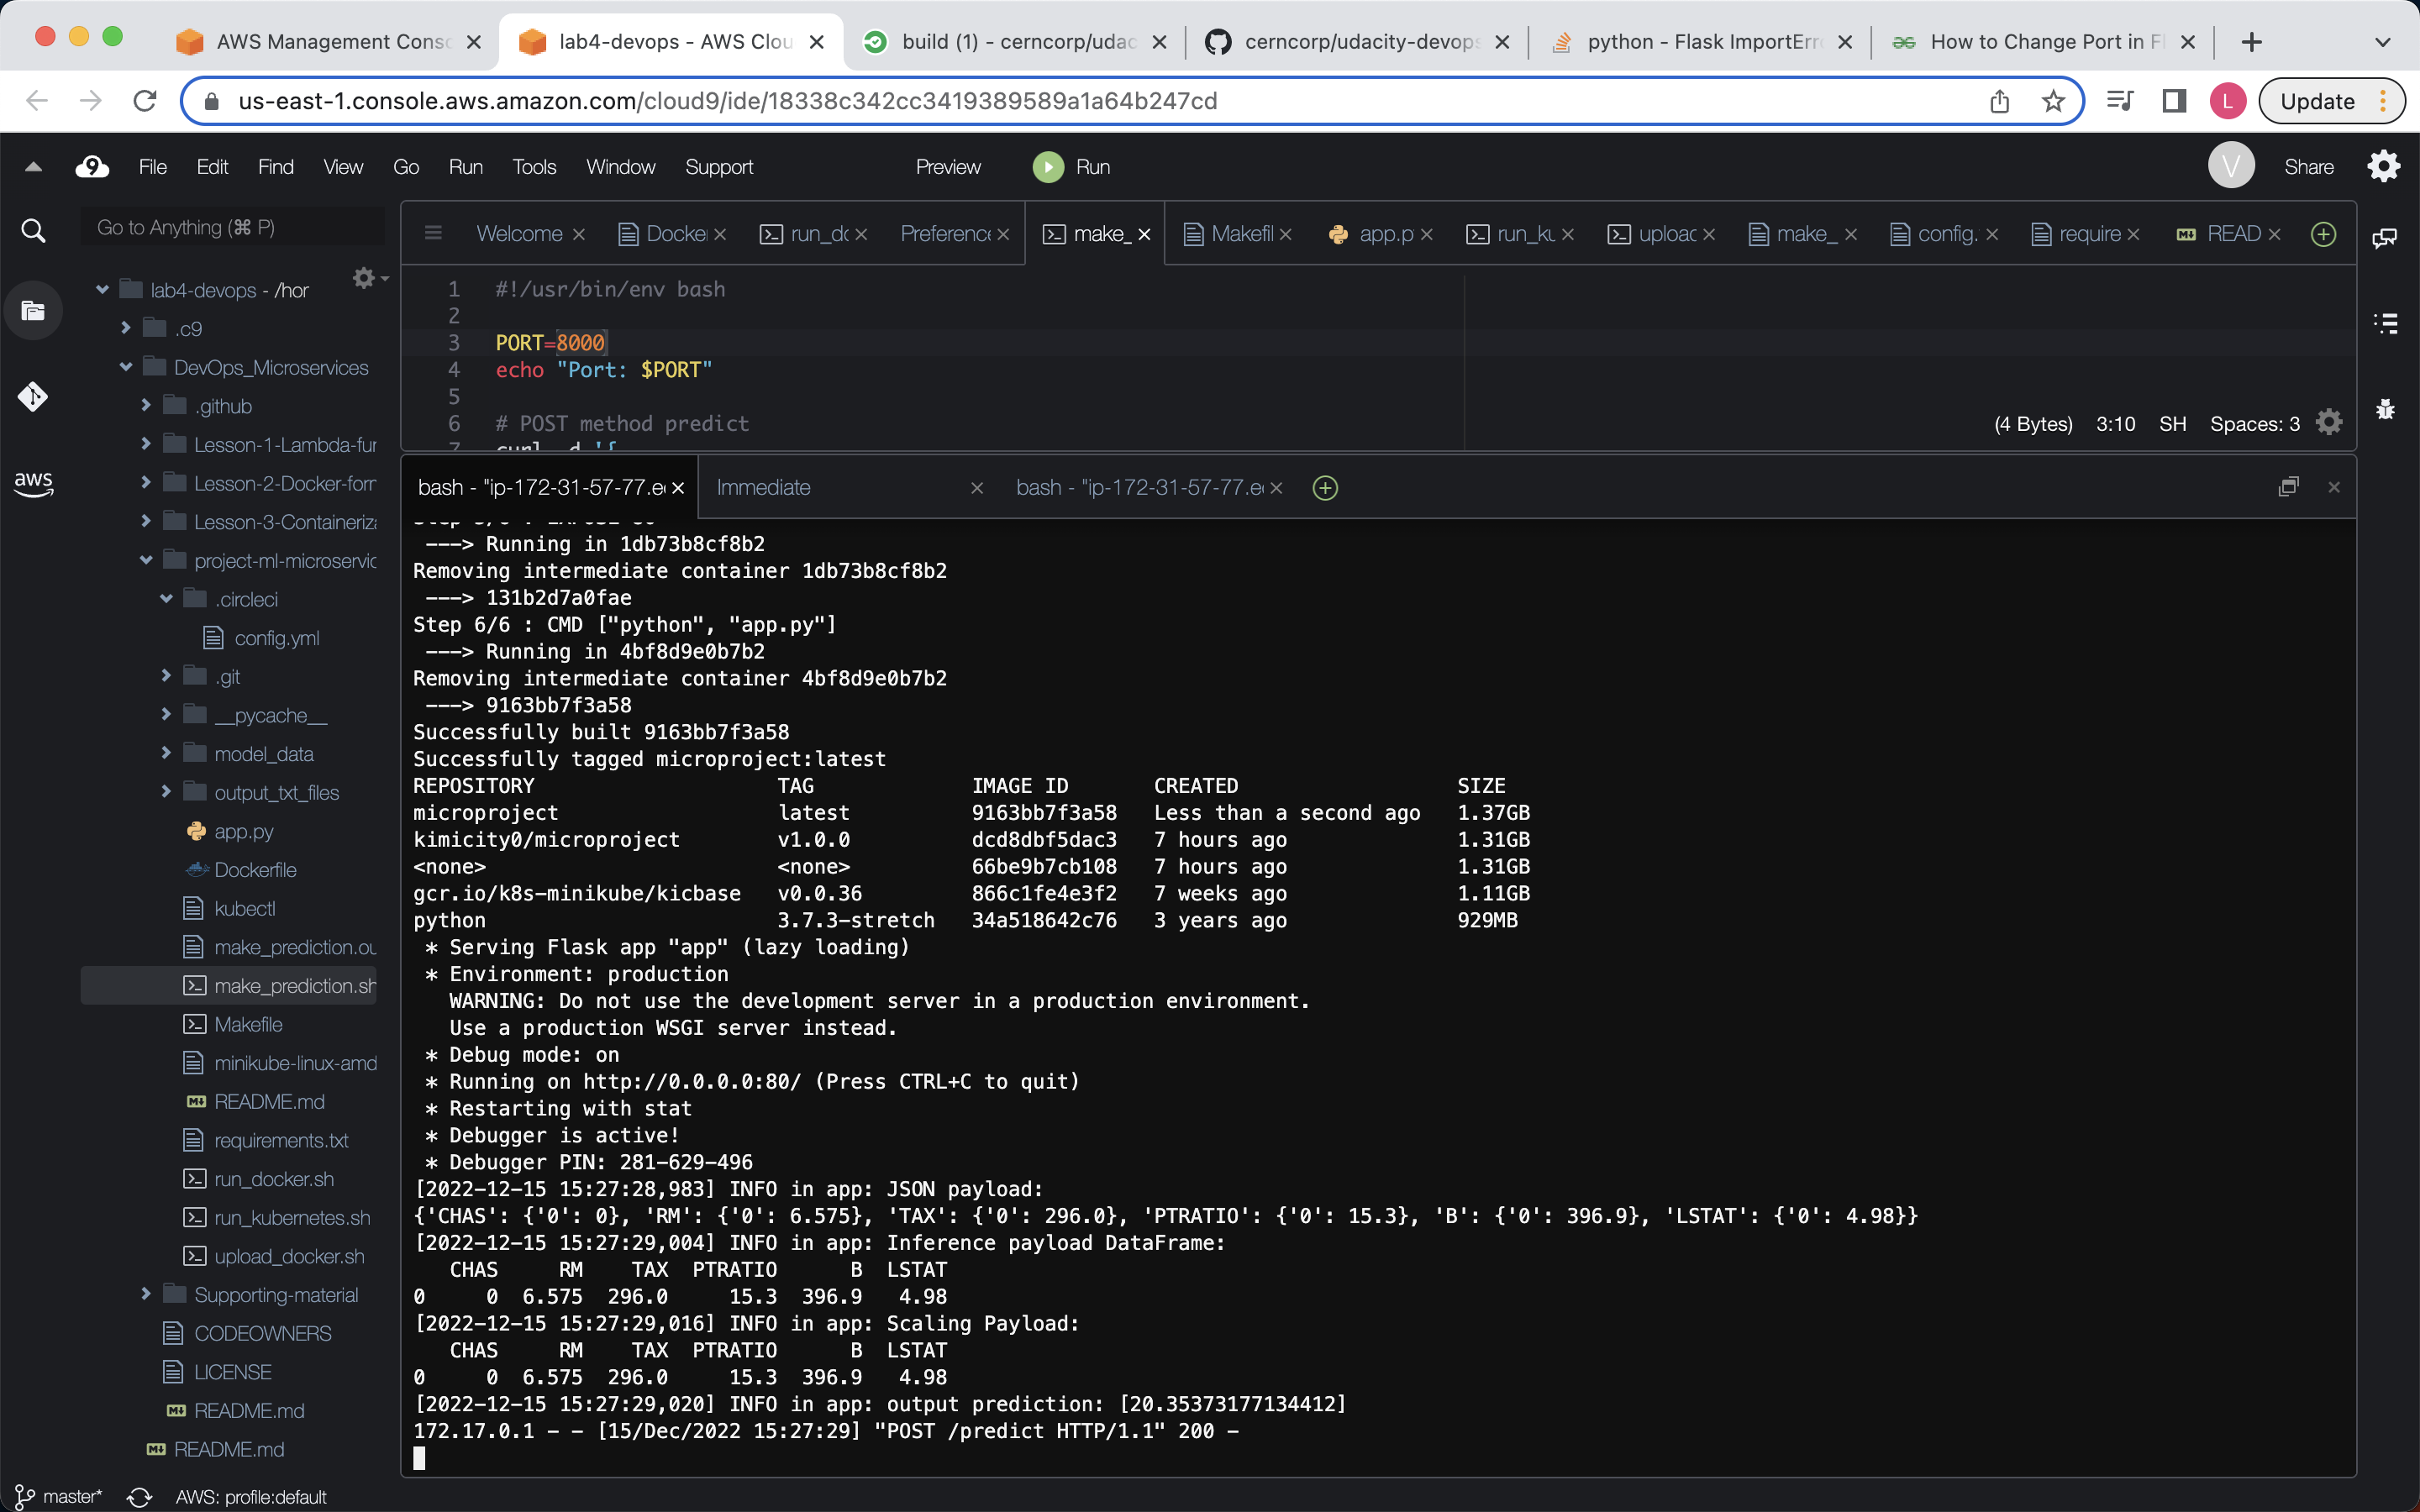 AWS Management Conso
lab4-devops - AWS Clou
build (1) - cerncorp/udac
cerncorp/udacity-devops
python - Flask ImportErro
How to Change Port in Fl
us-east-1.console.aws.amazon.com/cloud9/ide/18338c342cc3419389589a1a64b247cd
L
Update
9 File Edit Find View Go Run Tools Window Support Preview Run V Share
Go to Anything (⌘ P)
Welcome Docker run_do Preference make_ Makefil app.p run_ku upload make_ config. require READ
aws
lab4-devops - /hor
.c9
DevOps_Microservices
.github
Lesson-1-Lambda-fun
Lesson-2-Docker-form
Lesson-3-Containeriza
project-ml-microservic
.circleci
config.yml
.git
__pycache__
model_data
output_txt_files
app.py
Dockerfile
kubectl
make_prediction.ou
make_prediction.sh
Makefile
minikube-linux-amd
README.md
requirements.txt
run_docker.sh
run_kubernetes.sh
upload_docker.sh
Supporting-material
CODEOWNERS
LICENSE
README.md
README.md
1 #!/usr/bin/env bash
2
3 PORT=8000
4 echo "Port: $PORT"
5
6 # POST method predict
7 curl -d '{
(4 Bytes) 3:10 SH Spaces: 3
bash - "ip-172-31-57-77.ec Immediate bash - "ip-172-31-57-77.ec
Step 5/6 : EXPOSE 80
---> Running in 1db73b8cf8b2
Removing intermediate container 1db73b8cf8b2
---> 131b2d7a0fae
Step 6/6 : CMD ["python", "app.py"]
---> Running in 4bf8d9e0b7b2
Removing intermediate container 4bf8d9e0b7b2
---> 9163bb7f3a58
Successfully built 9163bb7f3a58
Successfully tagged microproject:latest
REPOSITORY TAG IMAGE ID CREATED SIZE
microproject latest 9163bb7f3a58 Less than a second ago 1.37GB
kimicity0/microproject v1.0.0 dcd8dbf5dac3 7 hours ago 1.31GB
<none> <none> 66be9b7cb108 7 hours ago 1.31GB
gcr.io/k8s-minikube/kicbase v0.0.36 866c1fe4e3f2 7 weeks ago 1.11GB
python 3.7.3-stretch 34a518642c76 3 years ago 929MB
* Serving Flask app "app" (lazy loading)
* Environment: production
WARNING: Do not use the development server in a production environment.
Use a production WSGI server instead.
* Debug mode: on
* Running on http://0.0.0.0:80/ (Press CTRL+C to quit)
* Restarting with stat
* Debugger is active!
* Debugger PIN: 281-629-496
[2022-12-15 15:27:28,983] INFO in app: JSON payload:
{'CHAS': {'0': 0}, 'RM': {'0': 6.575}, 'TAX': {'0': 296.0}, 'PTRATIO': {'0': 15.3}, 'B': {'0': 396.9}, 'LSTAT': {'0': 4.98}}
[2022-12-15 15:27:29,004] INFO in app: Inference payload DataFrame:
CHAS RM TAX PTRATIO B LSTAT
0 0 6.575 296.0 15.3 396.9 4.98
[2022-12-15 15:27:29,016] INFO in app: Scaling Payload:
CHAS RM TAX PTRATIO B LSTAT
0 0 6.575 296.0 15.3 396.9 4.98
[2022-12-15 15:27:29,020] INFO in app: output prediction: [20.35373177134412]
172.17.0.1 - - [15/Dec/2022 15:27:29] "POST /predict HTTP/1.1" 200 -
master* AWS: profile:default